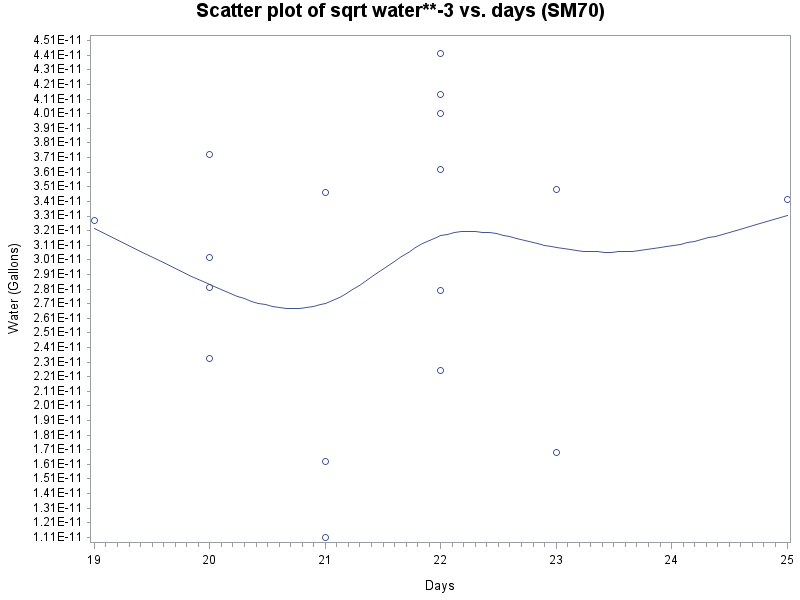 Scatter plot of sqrt water**-3 vs. days (SM70)
4.51E-11
4.41E-11
4.31E-11
4.21E-11
4.11E-11
4.01E-11
3.91E-11
3.81E-11
3.71E-11
3.61E-11
3.51E-11
3.41E-11
3.31E-11
3.21E-11
3.11E-11
3.01E-11
2.91E-11
2.81E-11
2.71E-11
2.61E-11
2.51E-11
2.41E-11
2.31E-11
2.21E-11
2.11E-11
2.01E-11
1.91E-11
1.81E-11
1.71E-11
1.61E-11
1.51E-11
1.41E-11
1.31E-11
1.21E-11
1.11E-11
Water (Gallons)
19 20 21 22 23 24 25
Days